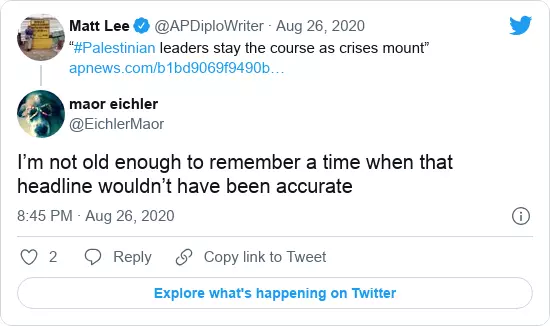 Matt Lee @APDiploWriter · Aug 26, 2020
“#Palestinian leaders stay the course as crises mount”
apnews.com/b1bd9069f9490b…
maor eichler
@EichlerMaor
I’m not old enough to remember a time when that
headline wouldn’t have been accurate
8:45 PM · Aug 26, 2020
2 Reply Copy link to Tweet
Explore what's happening on Twitter